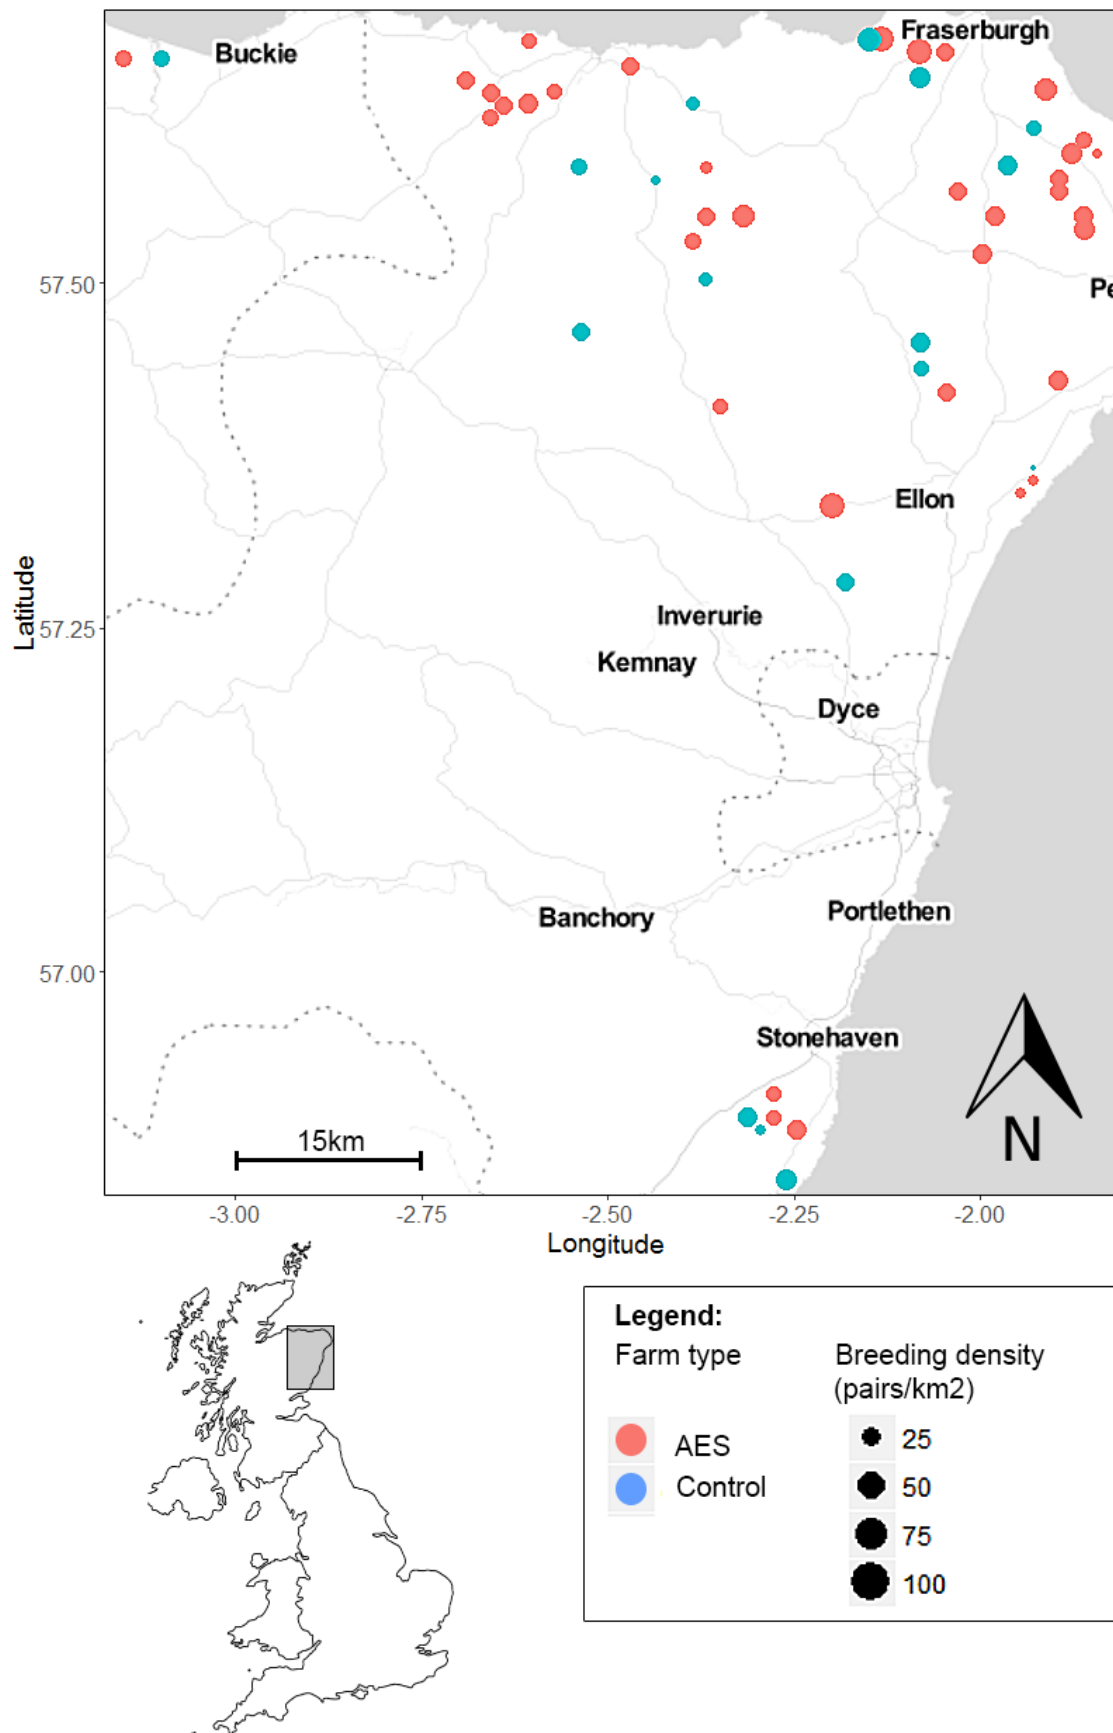 Buckie
Fraserburgh
57.50
Pe
Ellon
Latitude
57.25
Inverurie
Kemnay
Dyce
Banchory
Portlethen
57.00
Stonehaven
15km
N
-3.00 -2.75 -2.50 -2.25 -2.00
Longitude
Legend:
Farm type
AES
Control
Breeding density
(pairs/km2)
25
50
75
100